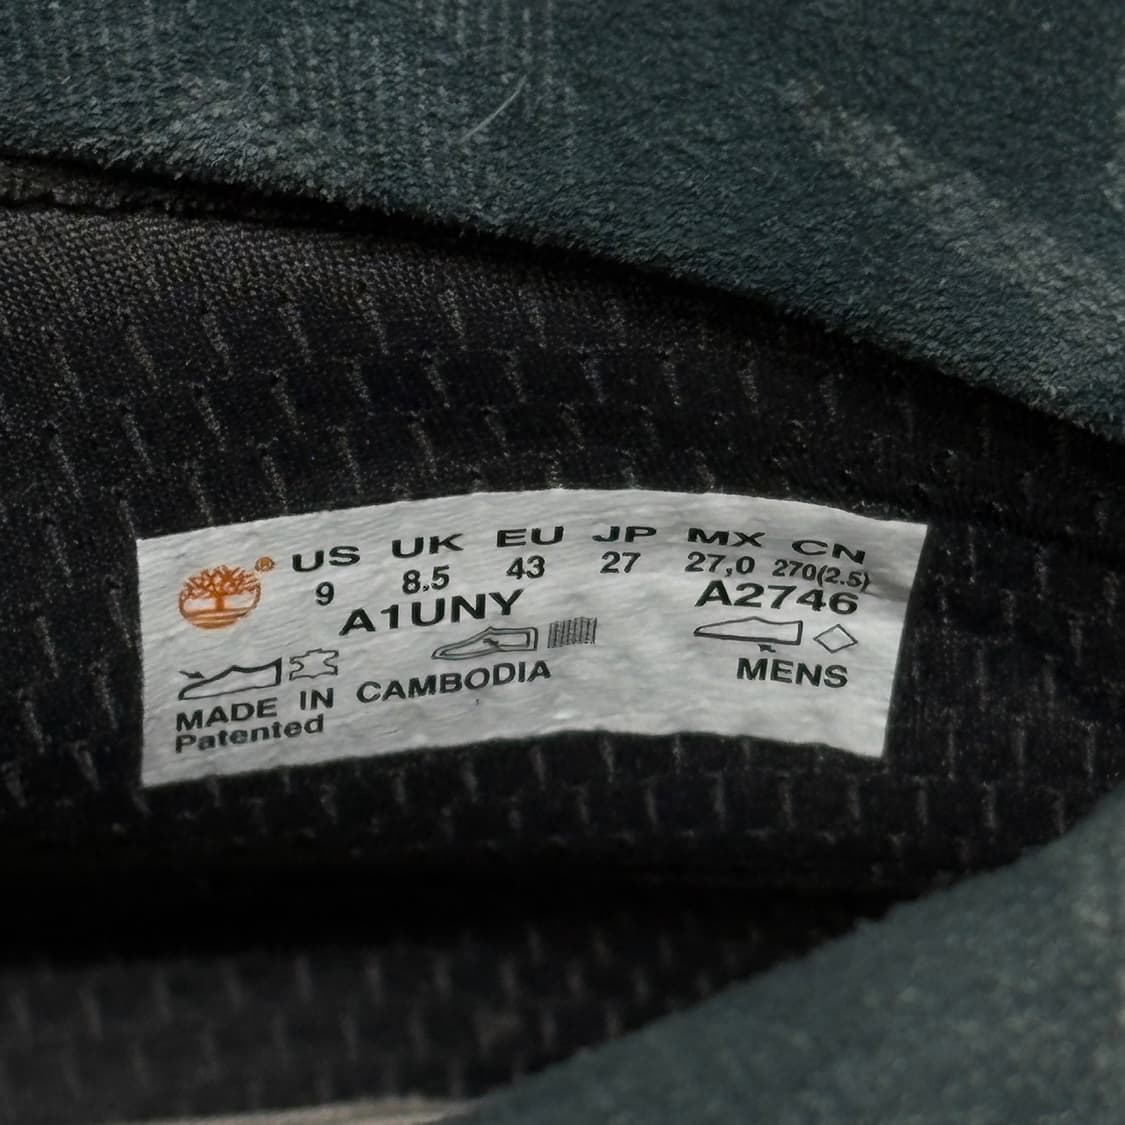 ® US UK EU JP MX CN
9 8.5 43 27 27,0 270(2.5)
A1UNY A2746
MADE IN CAMBODIA MENS
Patented